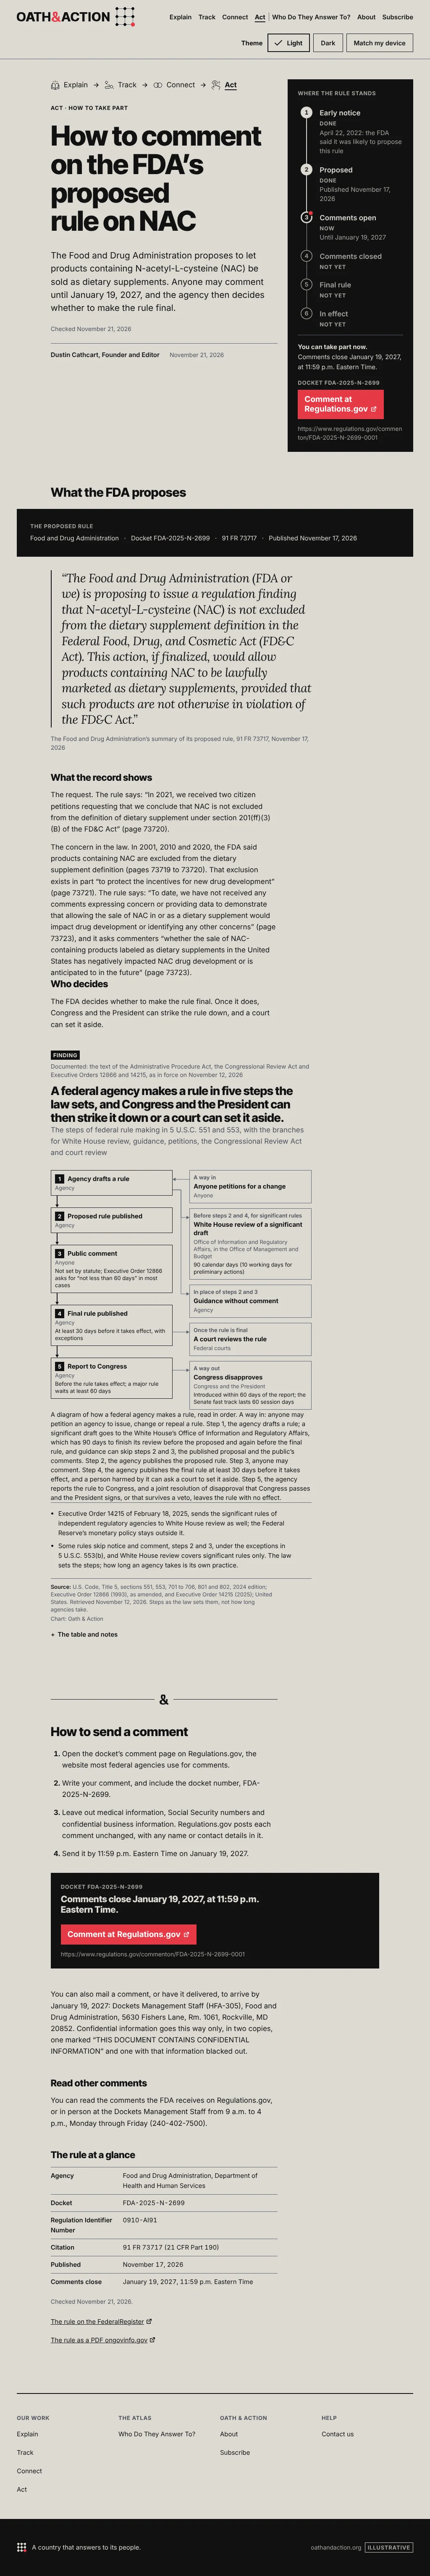 OATH&ACTION
Explain Track Connect Act Who Do They Answer To? About Subscribe
Theme Light Dark Match my device
Explain → Track → Connect → Act
ACT · HOW TO TAKE PART
How to comment
on the FDA’s
proposed
rule on NAC
The Food and Drug Administration proposes to let
products containing N-acetyl-L-cysteine (NAC) be
sold as dietary supplements. Anyone may comment
until January 19, 2027, and the agency then decides
whether to make the rule final.
Checked November 21, 2026
Dustin Cathcart, Founder and Editor November 21, 2026
WHERE THE RULE STANDS
1 Early notice
DONE
April 22, 2022: the FDA
said it was likely to propose
this rule
2 Proposed
DONE
Published November 17,
2026
3 Comments open
NOW
Until January 19, 2027
4 Comments closed
NOT YET
5 Final rule
NOT YET
6 In effect
NOT YET
You can take part now.
Comments close January 19, 2027,
at 11:59 p.m. Eastern Time.
DOCKET FDA-2025-N-2699
Comment at
Regulations.gov
https://www.regulations.gov/commen
ton/FDA-2025-N-2699-0001
What the FDA proposes
THE PROPOSED RULE
Food and Drug Administration · Docket FDA-2025-N-2699 · 91 FR 73717 · Published November 17, 2026
“The Food and Drug Administration (FDA or
we) is proposing to issue a regulation finding
that N-acetyl-L-cysteine (NAC) is not excluded
from the dietary supplement definition in the
Federal Food, Drug, and Cosmetic Act (FD&C
Act). This action, if finalized, would allow
products containing NAC to be lawfully
marketed as dietary supplements, provided that
such products are not otherwise in violation of
the FD&C Act.”
The Food and Drug Administration’s summary of its proposed rule, 91 FR 73717, November 17,
2026
What the record shows
The request. The rule says: “In 2021, we received two citizen
petitions requesting that we conclude that NAC is not excluded
from the definition of dietary supplement under section 201(ff)(3)
(B) of the FD&C Act” (page 73720).
The concern in the law. In 2001, 2010 and 2020, the FDA said
products containing NAC are excluded from the dietary
supplement definition (pages 73719 to 73720). That exclusion
exists in part “to protect the incentives for new drug development”
(page 73721). The rule says: “To date, we have not received any
comments expressing concerns or providing data to demonstrate
that allowing the sale of NAC in or as a dietary supplement would
impact drug development or identifying any other concerns” (page
73723), and it asks commenters “whether the sale of NAC-
containing products labeled as dietary supplements in the United
States has negatively impacted NAC drug development or is
anticipated to in the future” (page 73723).
Who decides
The FDA decides whether to make the rule final. Once it does,
Congress and the President can strike the rule down, and a court
can set it aside.
FINDING
Documented: the text of the Administrative Procedure Act, the Congressional Review Act and
Executive Orders 12866 and 14215, as in force on November 12, 2026
A federal agency makes a rule in five steps the
law sets, and Congress and the President can
then strike it down or a court can set it aside.
The steps of federal rule making in 5 U.S.C. 551 and 553, with the branches
for White House review, guidance, petitions, the Congressional Review Act
and court review
1 Agency drafts a rule
Agency
2 Proposed rule published
Agency
3 Public comment
Anyone
Not set by statute; Executive Order 12866
asks for “not less than 60 days” in most
cases
4 Final rule published
Agency
At least 30 days before it takes effect, with
exceptions
5 Report to Congress
Agency
Before the rule takes effect; a major rule
waits at least 60 days
A way in
Anyone petitions for a change
Anyone
Before steps 2 and 4, for significant rules
White House review of a significant
draft
Office of Information and Regulatory
Affairs, in the Office of Management and
Budget
90 calendar days (10 working days for
preliminary actions)
In place of steps 2 and 3
Guidance without comment
Agency
Once the rule is final
A court reviews the rule
Federal courts
A way out
Congress disapproves
Congress and the President
Introduced within 60 days of the report; the
Senate fast track lasts 60 session days
A diagram of how a federal agency makes a rule, read in order. A way in: anyone may
petition an agency to issue, change or repeal a rule. Step 1, the agency drafts a rule; a
significant draft goes to the White House’s Office of Information and Regulatory Affairs,
which has 90 days to finish its review before the proposed and again before the final
rule, and guidance can skip steps 2 and 3, the published proposal and the public’s
comments. Step 2, the agency publishes the proposed rule. Step 3, anyone may
comment. Step 4, the agency publishes the final rule at least 30 days before it takes
effect, and a person harmed by it can ask a court to set it aside. Step 5, the agency
reports the rule to Congress, and a joint resolution of disapproval that Congress passes
and the President signs, or that survives a veto, leaves the rule with no effect.
• Executive Order 14215 of February 18, 2025, sends the significant rules of
independent regulatory agencies to White House review as well; the Federal
Reserve’s monetary policy stays outside it.
• Some rules skip notice and comment, steps 2 and 3, under the exceptions in
5 U.S.C. 553(b), and White House review covers significant rules only. The law
sets the steps; how long an agency takes is its own practice.
Source: U.S. Code, Title 5, sections 551, 553, 701 to 706, 801 and 802, 2024 edition;
Executive Order 12866 (1993), as amended, and Executive Order 14215 (2025); United
States. Retrieved November 12, 2026. Steps as the law sets them, not how long
agencies take.
Chart: Oath & Action
+ The table and notes
&
How to send a comment
1. Open the docket’s comment page on Regulations.gov, the
website most federal agencies use for comments.
2. Write your comment, and include the docket number, FDA-
2025-N-2699.
3. Leave out medical information, Social Security numbers and
confidential business information. Regulations.gov posts each
comment unchanged, with any name or contact details in it.
4. Send it by 11:59 p.m. Eastern Time on January 19, 2027.
DOCKET FDA-2025-N-2699
Comments close January 19, 2027, at 11:59 p.m.
Eastern Time.
Comment at Regulations.gov
https://www.regulations.gov/commenton/FDA-2025-N-2699-0001
You can also mail a comment, or have it delivered, to arrive by
January 19, 2027: Dockets Management Staff (HFA-305), Food and
Drug Administration, 5630 Fishers Lane, Rm. 1061, Rockville, MD
20852. Confidential information goes this way only, in two copies,
one marked “THIS DOCUMENT CONTAINS CONFIDENTIAL
INFORMATION” and one with that information blacked out.
Read other comments
You can read the comments the FDA receives on Regulations.gov,
or in person at the Dockets Management Staff from 9 a.m. to 4
p.m., Monday through Friday (240-402-7500).
The rule at a glance
Agency Food and Drug Administration, Department of
Health and Human Services
Docket FDA-2025-N-2699
Regulation Identifier
Number 0910-AI91
Citation 91 FR 73717 (21 CFR Part 190)
Published November 17, 2026
Comments close January 19, 2027, 11:59 p.m. Eastern Time
Checked November 21, 2026.
The rule on the FederalRegister
The rule as a PDF ongovinfo.gov
OUR WORK
Explain
Track
Connect
Act
THE ATLAS
Who Do They Answer To?
OATH & ACTION
About
Subscribe
HELP
Contact us
A country that answers to its people.
oathandaction.org ILLUSTRATIVE